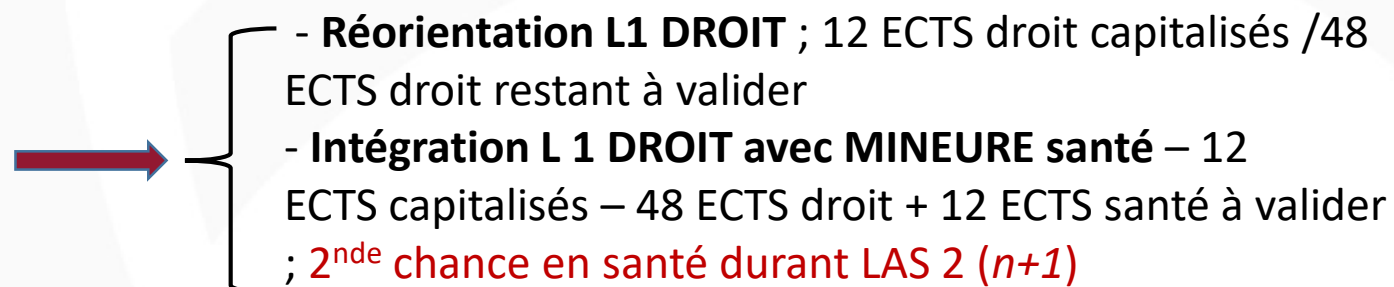 - Réorientation L1 DROIT ; 12 ECTS droit capitalisés /48
ECTS droit restant à valider
- Intégration L 1 DROIT avec MINEURE santé – 12
ECTS capitalisés – 48 ECTS droit + 12 ECTS santé à valider
; 2nde chance en santé durant LAS 2 (n+1)